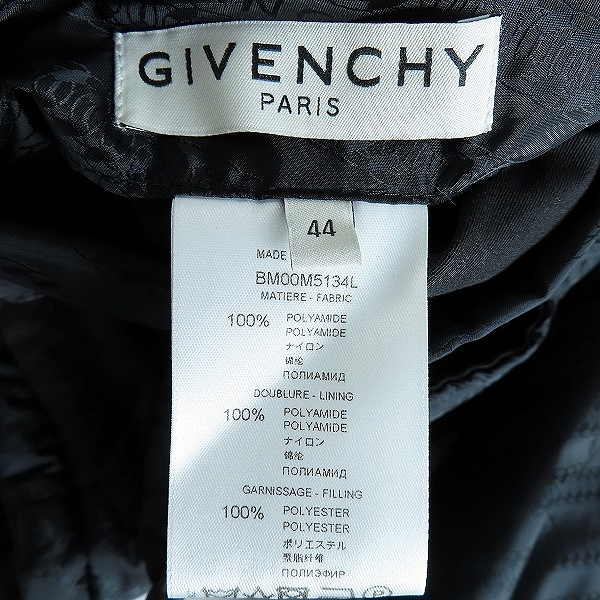 GIVENCHY
PARIS
44
MADE
BM00M5134L
MATIERE - FABRIC
100% POLYAMIDE
POLYAMIDE
ナイロン
锦纶
ПОЛИАМИД
DOUBLURE - LINING
100% POLYAMIDE
POLYAMIDE
ナイロン
锦纶
ПОЛИАМИД
GARNISSAGE - FILLING
100% POLYESTER
POLYESTER
ポリエステル
聚脂纤维
ПОЛИЭФИР